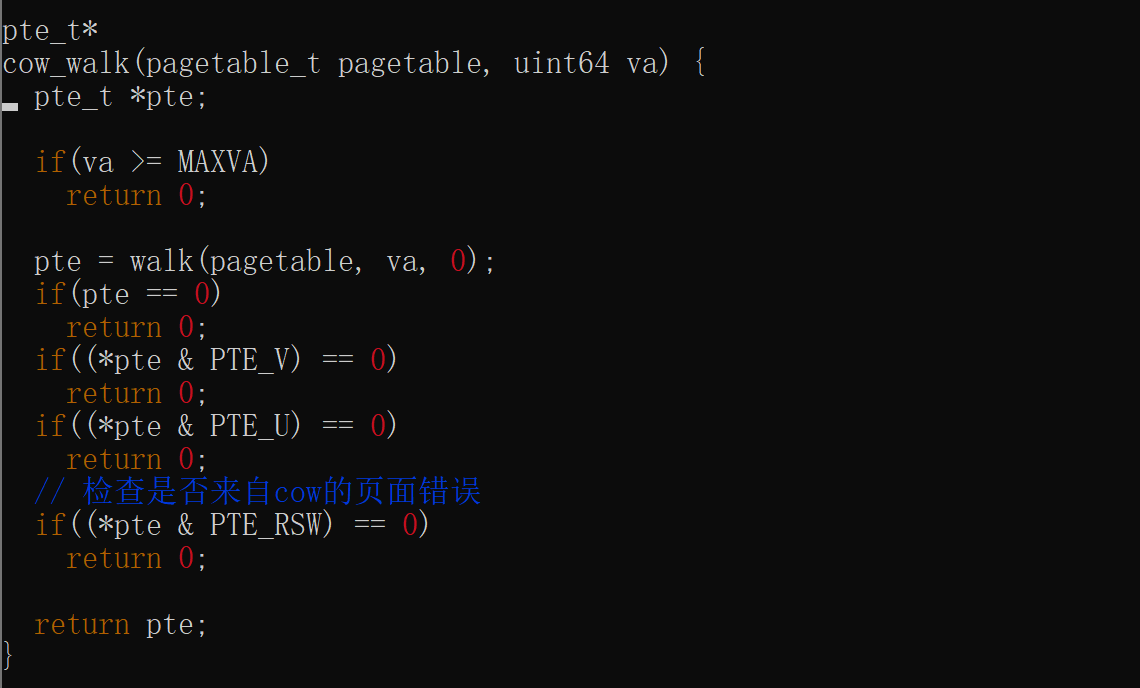 pte_t*
cow_walk(pagetable_t pagetable, uint64 va) {
  pte_t *pte;

  if(va >= MAXVA)
    return 0;

  pte = walk(pagetable, va, 0);
  if(pte == 0)
    return 0;
  if((*pte & PTE_V) == 0)
    return 0;
  if((*pte & PTE_U) == 0)
    return 0;
  // 检查是否来自cow的页面错误
  if((*pte & PTE_RSW) == 0)
    return 0;

  return pte;
}